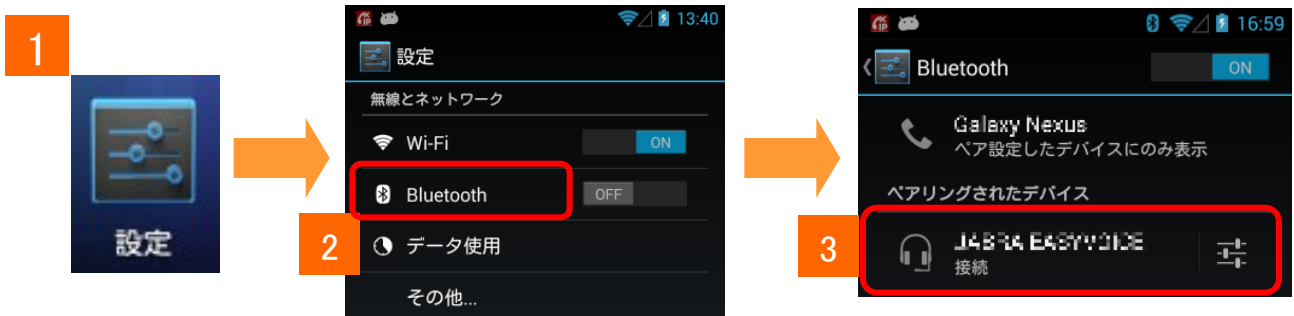 1
設定
13:40
設定
無線とネットワーク
Wi-Fi
ON
Bluetooth
OFF
2
データ使用
その他...
16:59
Bluetooth
ON
Galaxy Nexus
ペア設定したデバイスにのみ表示
ペアリングされたデバイス
3
JABRA EASYVOICE
接続